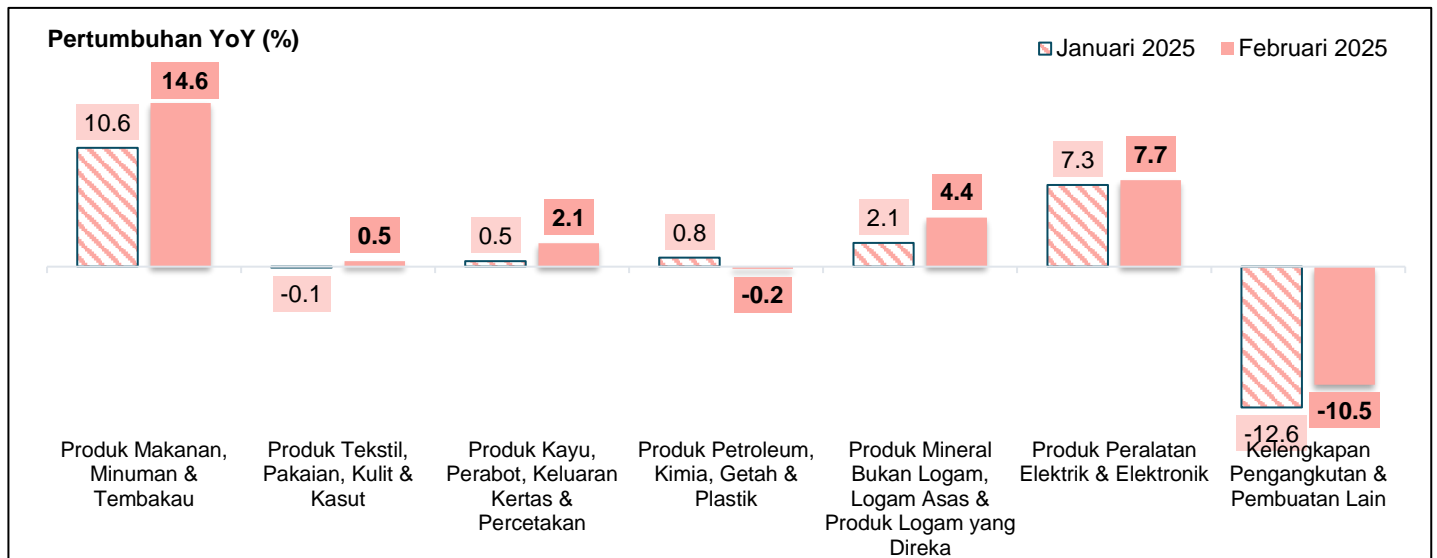 Pertumbuhan YoY (%)
Januari 2025 Februari 2025
10.6 14.6
-0.1 0.5
0.5 2.1
0.8 -0.2
2.1 4.4
7.3 7.7
-12.6 -10.5
Produk Makanan,
Minuman &
Tembakau
Produk Tekstil,
Pakaian, Kulit &
Kasut
Produk Kayu,
Perabot, Keluaran
Kertas &
Percetakan
Produk Petroleum,
Kimia, Getah &
Plastik
Produk Mineral
Bukan Logam,
Logam Asas &
Produk Logam yang
Direka
Produk Peralatan
Elektrik & Elektronik
Kelengkapan
Pengangkutan &
Pembuatan Lain